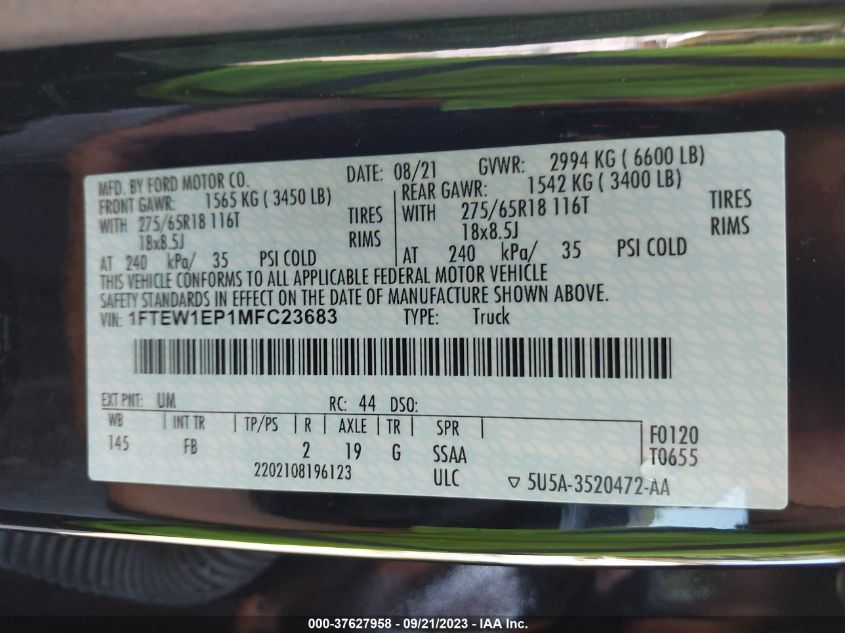 MFD. BY FORD MOTOR CO. DATE: 08/21 GVWR: 2994 KG ( 6600 LB)
FRONT GAWR: 1565 KG ( 3450 LB) REAR GAWR: 1542 KG ( 3400 LB)
WITH 275/65R18 116T TIRES WITH 275/65R18 116T TIRES
18x8.5J RIMS 18x8.5J RIMS
AT 240 kPa/ 35 PSI COLD AT 240 kPa/ 35 PSI COLD
THIS VEHICLE CONFORMS TO ALL APPLICABLE FEDERAL MOTOR VEHICLE
SAFETY STANDARDS IN EFFECT ON THE DATE OF MANUFACTURE SHOWN ABOVE.
VIN: 1FTEW1EP1MFC23683 TYPE: Truck
EXT PNT: UM RC: 44 DSO:
WB INT TR TP/PS R AXLE TR SPR
145 FB 2 19 G SSAA
F0120
T0655
2202108196123 ULC ▽ 5U5A-3520472-AA
000-37627958 - 09/21/2023 - IAA Inc.